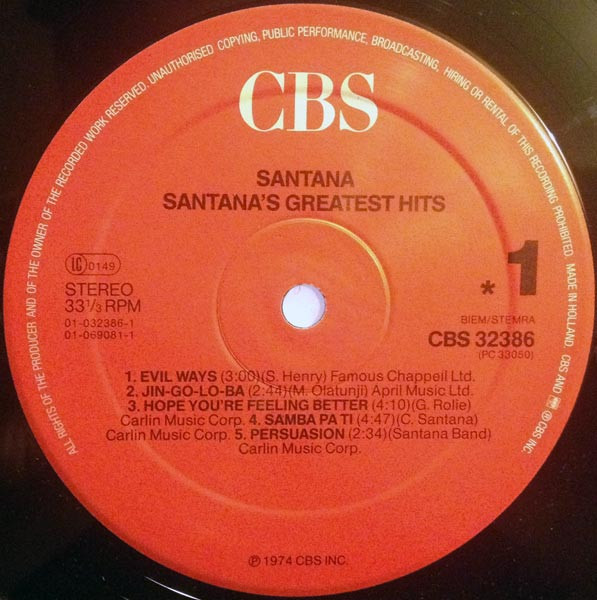 ALL RIGHTS OF THE PRODUCER AND OF THE OWNER OF THE RECORDED WORK RESERVED. UNAUTHORISED COPYING, PUBLIC PERFORMANCE, BROADCASTING, HIRING OR RENTAL OF THIS RECORDING PROHIBITED. MADE IN HOLLAND. CBS AND ® CBS INC.
CBS
SANTANA
SANTANA'S GREATEST HITS
LC 0149
STEREO
33⅓ RPM
01-032386-1
01-069081-1
* 1
BIEM/STEMRA
CBS 32386
(PC 33050)
1. EVIL WAYS (3:00)(S. Henry) Famous Chappell Ltd.
2. JIN-GO-LO-BA (2:44)(M. Olatunji) April Music Ltd.
3. HOPE YOU'RE FEELING BETTER (4:10)(G. Rolie)
Carlin Music Corp. 4. SAMBA PA TI (4:47)(C. Santana)
Carlin Music Corp. 5. PERSUASION (2:34)(Santana Band)
Carlin Music Corp.
℗ 1974 CBS INC.